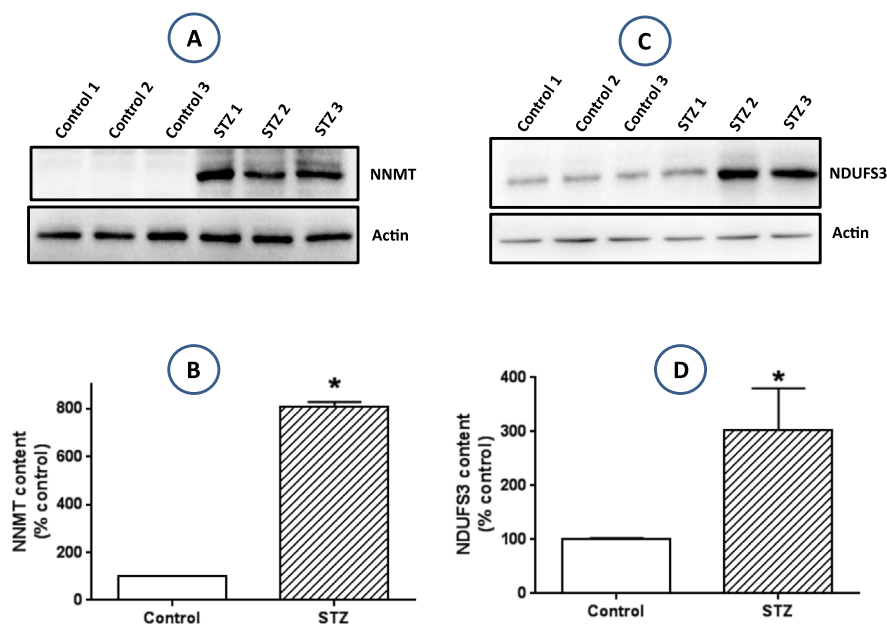 A
Control 1
Control 2
Control 3
STZ 1
STZ 2
STZ 3
NNMT
Actin
C
Control 1
Control 2
Control 3
STZ 1
STZ 2
STZ 3
NDUFS3
Actin
B
NNMT content
(% control)
800
600
400
200
0
*
Control
STZ
D
NDUFS3 content
(% control)
400
300
200
100
0
*
Control
STZ